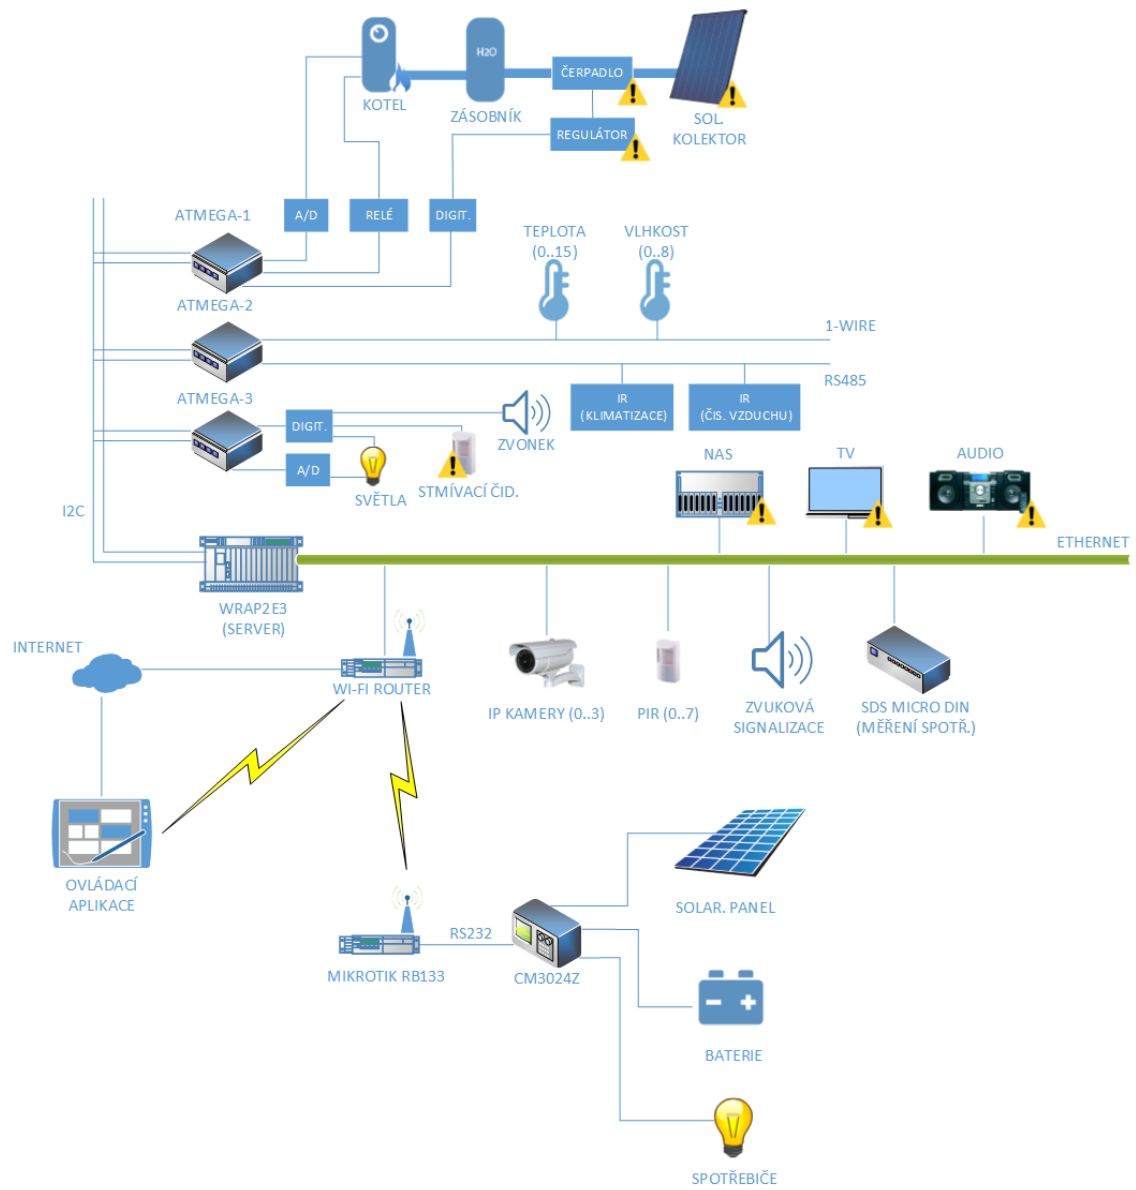 H2O
ČERPADLO
KOTEL
ZÁSOBNÍK
SOL.
KOLEKTOR
REGULÁTOR
ATMEGA-1
A/D
RELÉ
DIGIT.
TEPLOTA
(0..15)
VLHKOST
(0..8)
ATMEGA-2
1-WIRE
RS485
ATMEGA-3
IR
(KLIMATIZACE)
IR
(ČIS. VZDUCHU)
DIGIT.
ZVONEK
A/D
SVĚTLA
STMÍVACÍ ČID.
NAS
TV
AUDIO
I2C
ETHERNET
WRAP2E3
(SERVER)
INTERNET
WI-FI ROUTER
IP KAMERY (0..3)
PIR (0..7)
ZVUKOVÁ
SIGNALIZACE
SDS MICRO DIN
(MĚŘENÍ SPOTŘ.)
OVLÁDACÍ
APLIKACE
SOLAR. PANEL
RS232
MIKROTIK RB133
CM3024Z
BATERIE
SPOTŘEBIČE